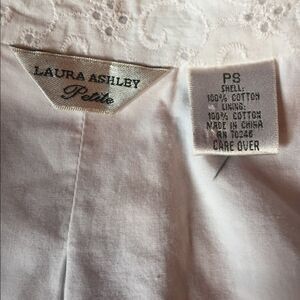 LAURA ASHLEY
Petite
PS
SHELL:
100% COTTON
LINING:
100% COTTON
MADE IN CHINA
RN 70246
CARE OVER